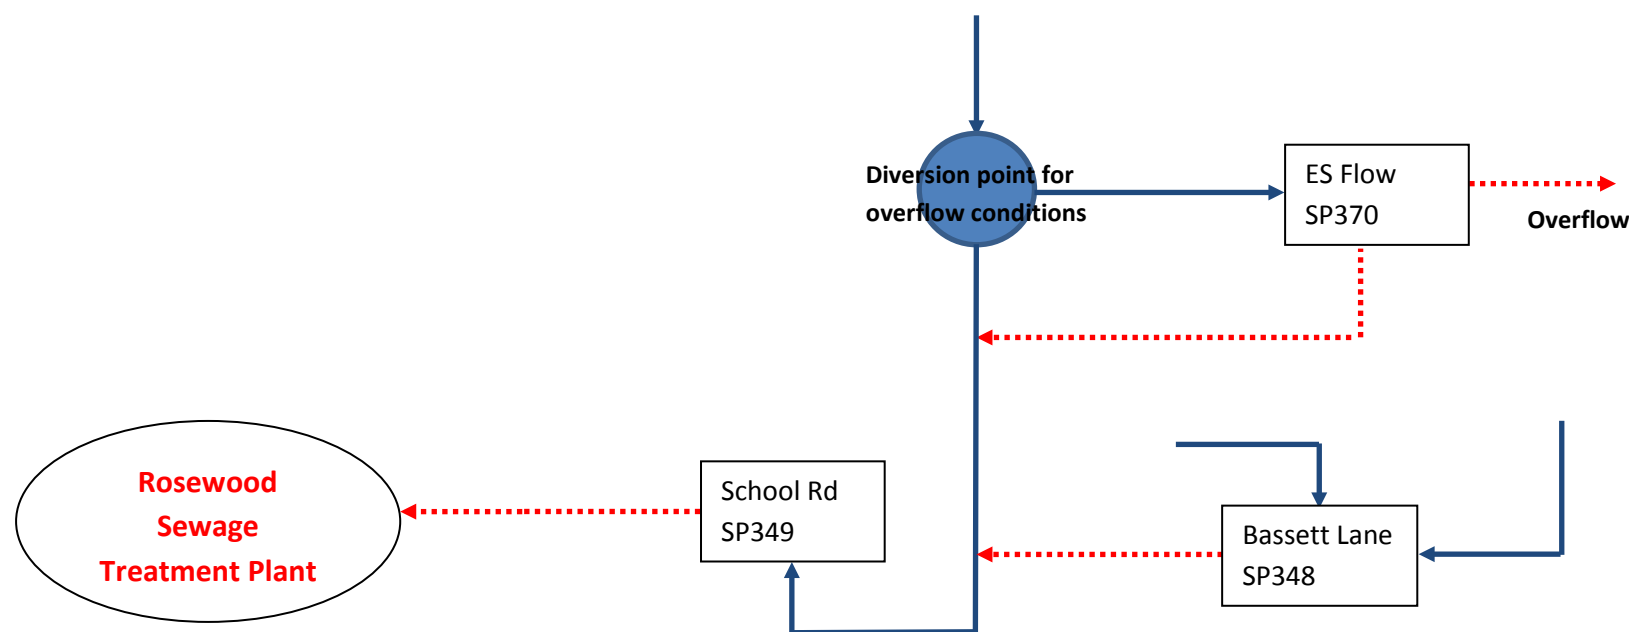 Diversion point for
overflow conditions
ES Flow
SP370
Overflow
Rosewood
Sewage
Treatment Plant
School Rd
SP349
Bassett Lane
SP348